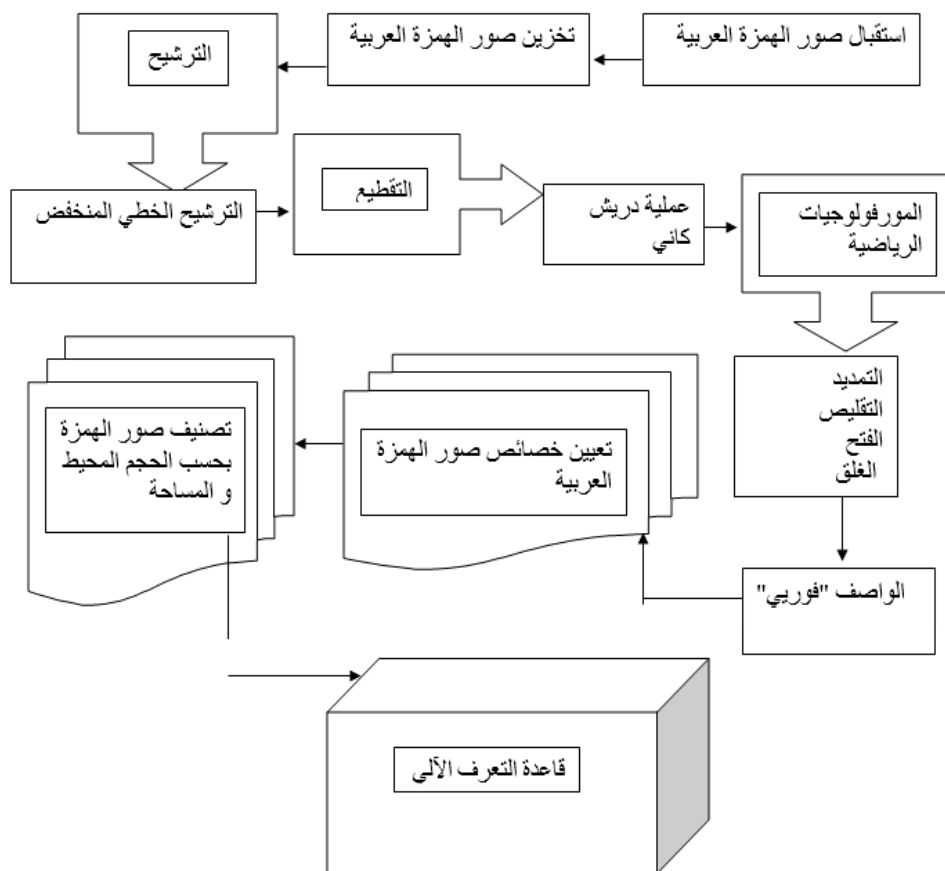 استقبال صور الهمزة العربية
تخزين صور الهمزة العربية
الترشيح
الترشيح الخطي المنخفض
التقطيع
عملية دريش
كاني
المورفولوجيات
الرياضية
التمديد
التقليص
الفتح
الغلق
الواصف "فوريي"
تعيين خصائص صور الهمزة
العربية
تصنيف صور الهمزة
بحسب الحجم المحيط
و المساحة
قاعدة التعرف الآلي